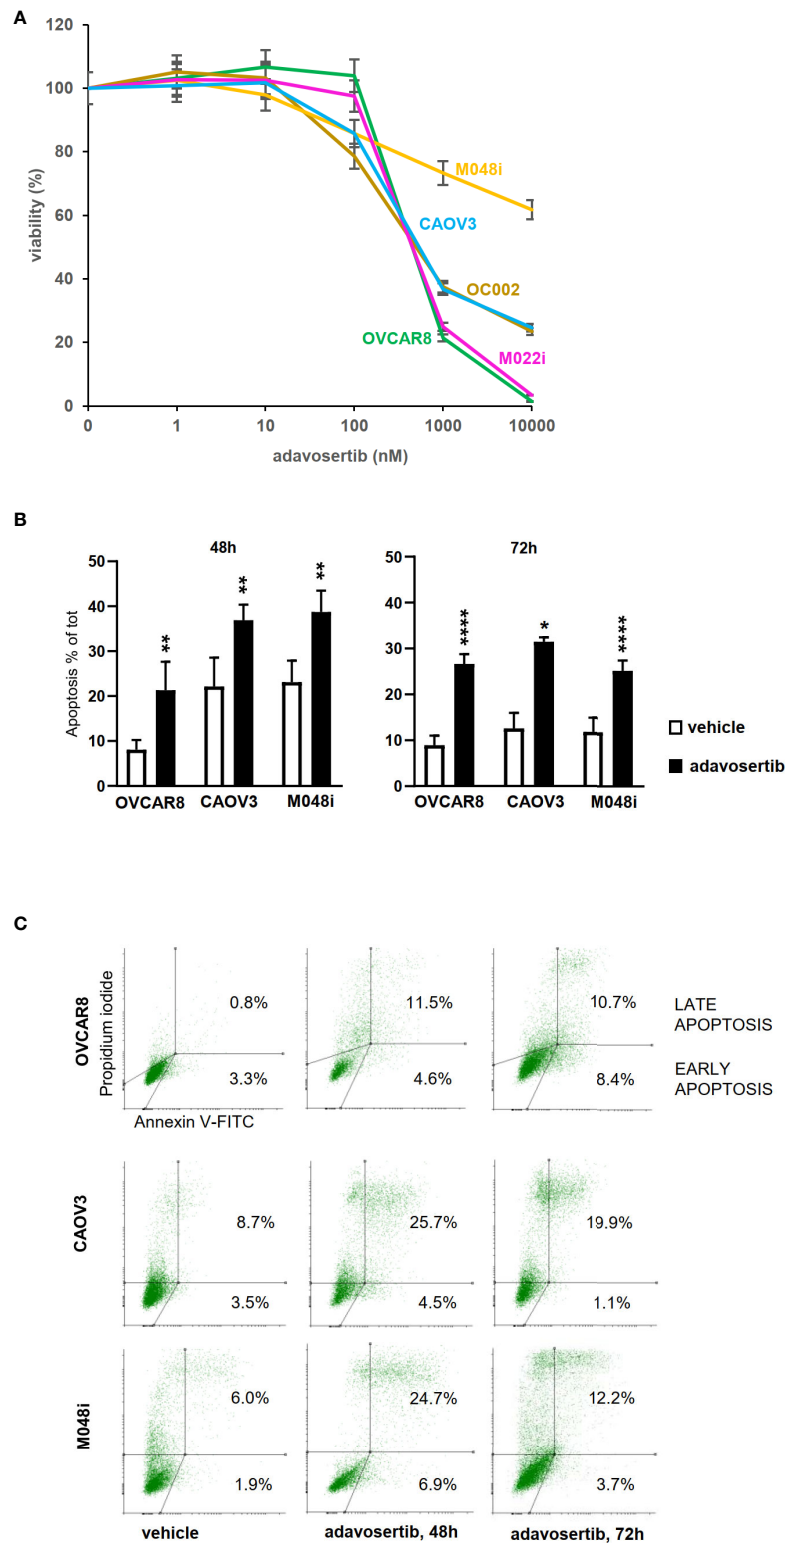 A
120
100
80
60
40
20
0
viability (%)
M048i
CAOV3
OC002
OVCAR8
M022i
0 1 10 100 1000 10000
adavosertib (nM)
B
48h
50
40
30
20
10
0
Apoptosis % of tot
** ** **
OVCAR8 CAOV3 M048i
72h
50
40
30
20
10
0
**** * ****
OVCAR8 CAOV3 M048i
vehicle
adavosertib
C
OVCAR8
Propidium iodide
0.8% 11.5% 10.7%
LATE
APOPTOSIS
3.3% 4.6% 8.4%
EARLY
APOPTOSIS
Annexin V-FITC
CAOV3
8.7% 25.7% 19.9%
3.5% 4.5% 1.1%
M048i
6.0% 24.7% 12.2%
1.9% 6.9% 3.7%
vehicle adavosertib, 48h adavosertib, 72h